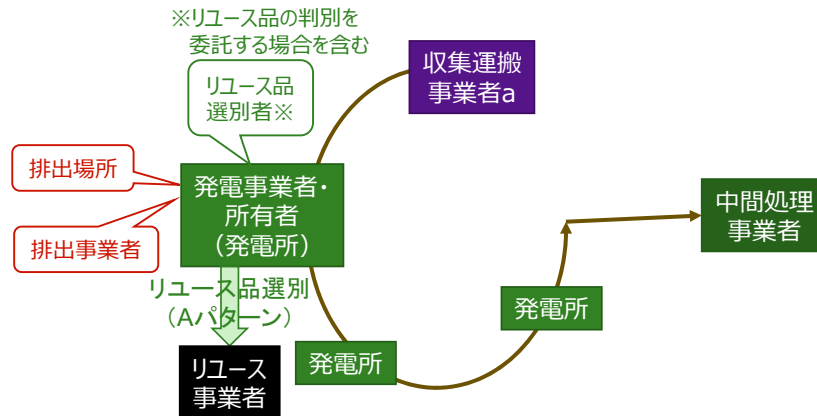 ※リユース品の判別を
委託する場合を含む
リユース品
選別者※
収集運搬
事業者a
排出場所
発電事業者・
所有者
（発電所）
排出事業者
中間処理
事業者
リユース品選別
（Aパターン）
発電所
発電所
リユース
事業者